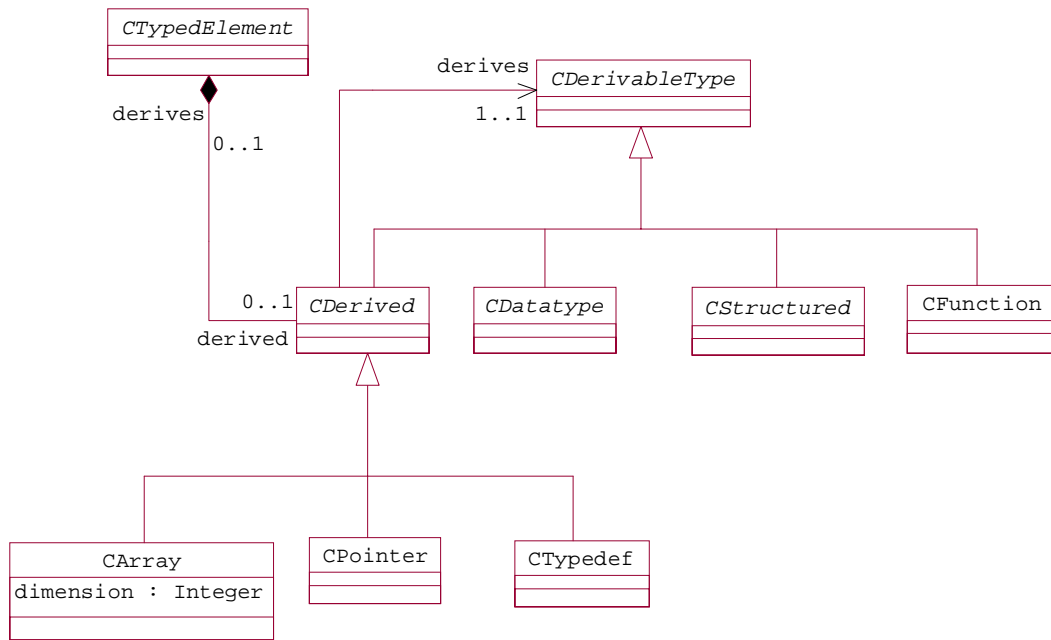 CTypedElement
derives
CDerivableType
derives
1..1
0..1
0..1
CDerived
CDatatype
CStructured
CFunction
derived
CArray
dimension : Integer
CPointer
CTypedef